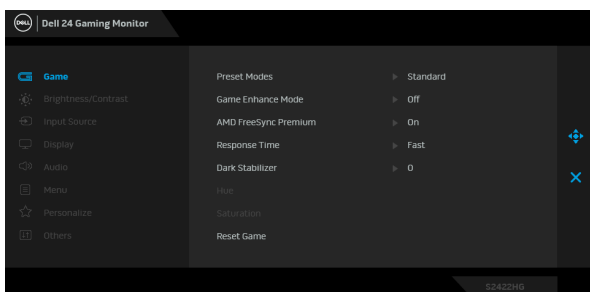 DELL Dell 24 Gaming Monitor
Game
Brightness/Contrast
Input Source
Display
Audio
Menu
Personalize
Others
Preset Modes Standard
Game Enhance Mode Off
AMD FreeSync Premium On
Response Time Fast
Dark Stabilizer 0
Hue
Saturation
Reset Game
S2422HG